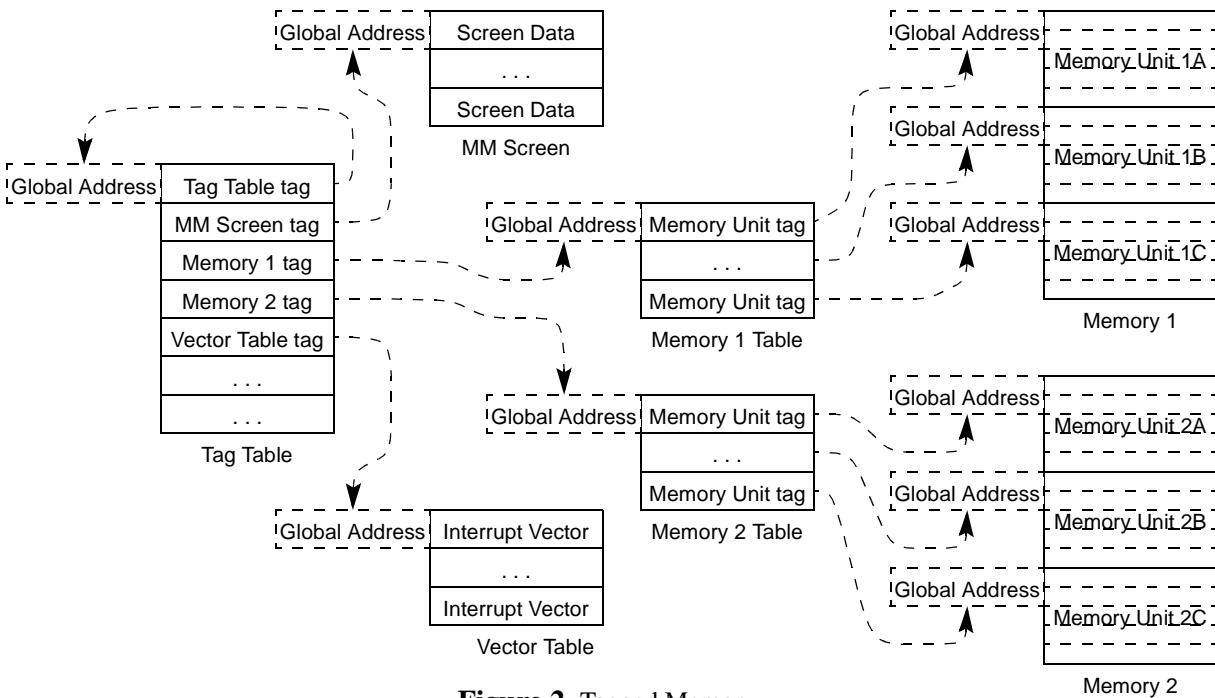 Global Address
Screen Data
. . .
Screen Data
MM Screen
Global Address
Tag Table tag
MM Screen tag
Memory 1 tag
Memory 2 tag
Vector Table tag
. . .
. . .
Tag Table
Global Address
Interrupt Vector
. . .
Interrupt Vector
Vector Table
Global Address
Memory Unit tag
. . .
Memory Unit tag
Memory 1 Table
Global Address
Memory Unit tag
. . .
Memory Unit tag
Memory 2 Table
Global Address
Memory Unit 1A
Global Address
Memory Unit 1B
Global Address
Memory Unit 1C
Memory 1
Global Address
Memory Unit 2A
Global Address
Memory Unit 2B
Global Address
Memory Unit 2C
Memory 2
Figure 2. Tagged Memory